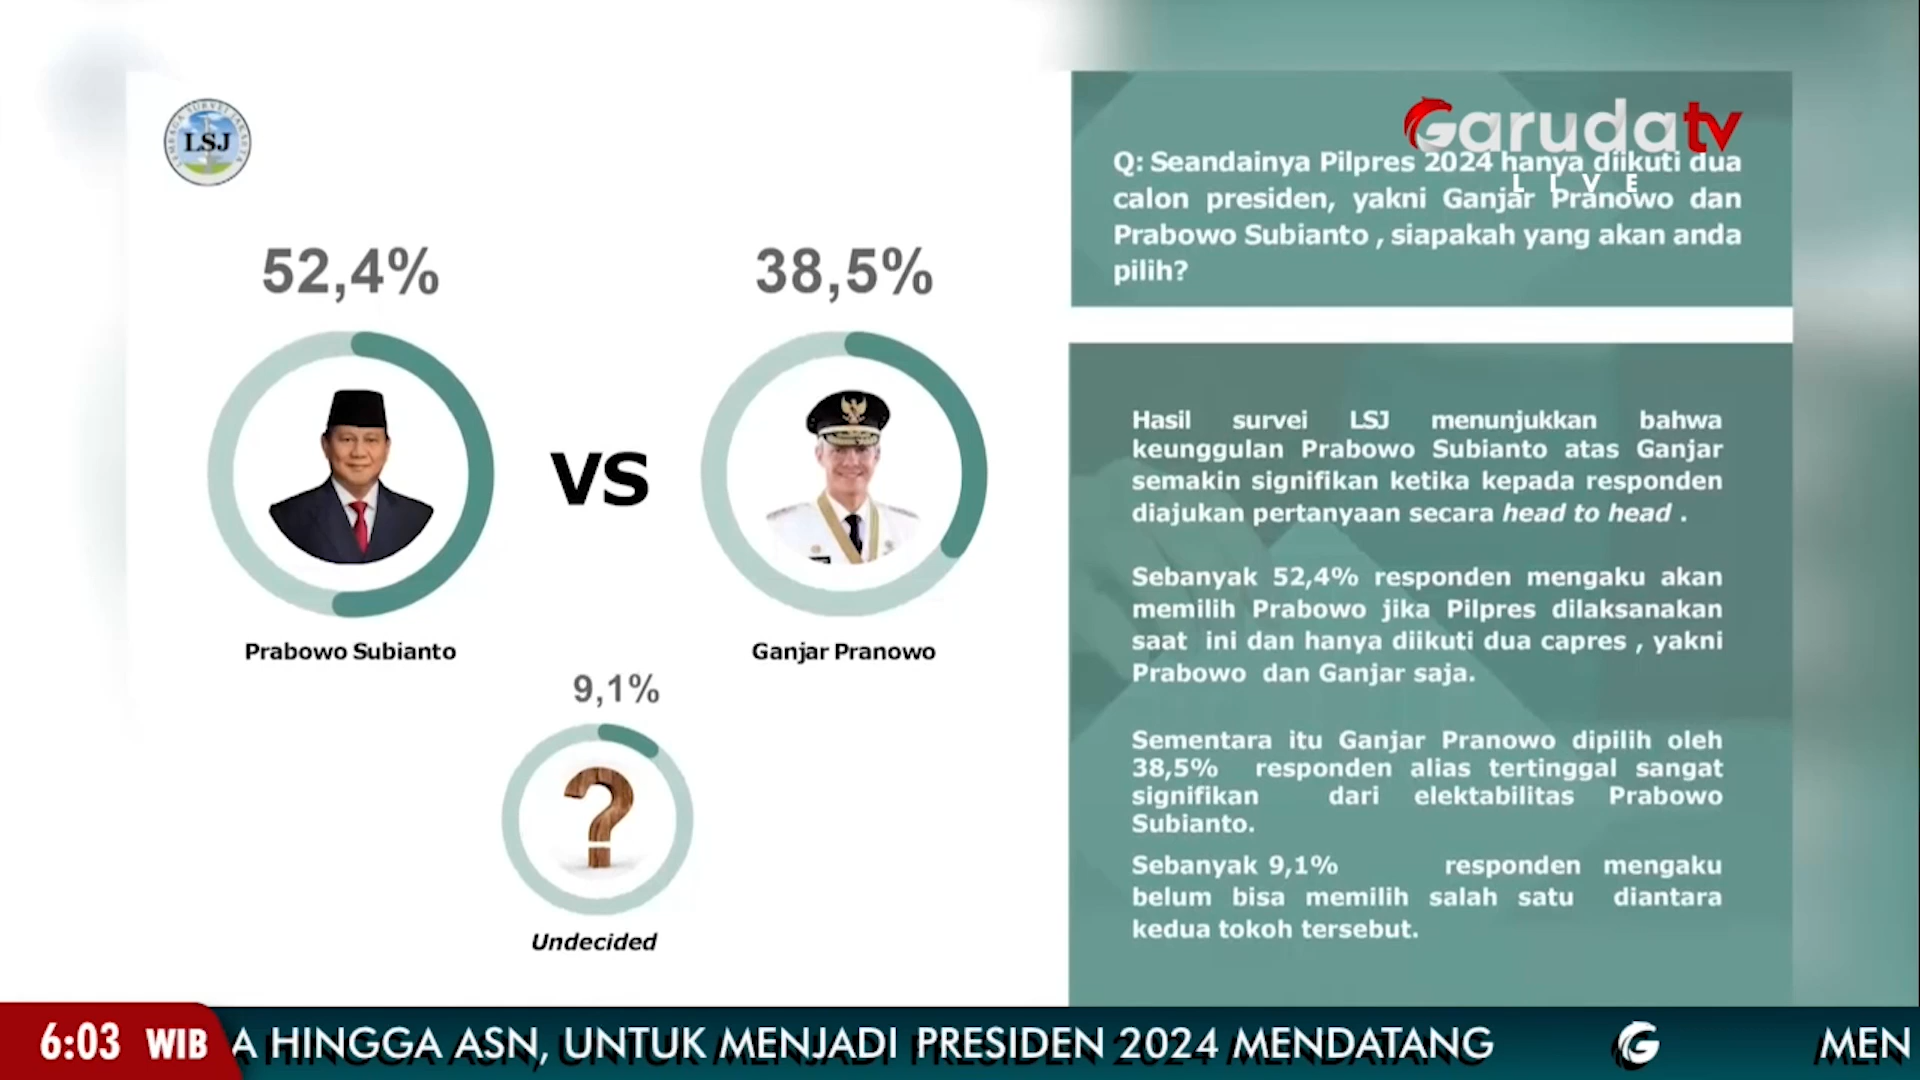 LEMBAGA SURVEI JAKARTA
LSJ
52,4%
38,5%
Prabowo Subianto
VS
Ganjar Pranowo
9,1%
?
Undecided
Garudatv
LIVE
Q: Seandainya Pilpres 2024 hanya diikuti dua
calon presiden, yakni Ganjar Pranowo dan
Prabowo Subianto , siapakah yang akan anda
pilih?
Hasil survei LSJ menunjukkan bahwa
keunggulan Prabowo Subianto atas Ganjar
semakin signifikan ketika kepada responden
diajukan pertanyaan secara head to head .
Sebanyak 52,4% responden mengaku akan
memilih Prabowo jika Pilpres dilaksanakan
saat ini dan hanya diikuti dua capres , yakni
Prabowo dan Ganjar saja.
Sementara itu Ganjar Pranowo dipilih oleh
38,5% responden alias tertinggal sangat
signifikan dari elektabilitas Prabowo
Subianto.
Sebanyak 9,1% responden mengaku
belum bisa memilih salah satu diantara
kedua tokoh tersebut.
6:03 WIB
A HINGGA ASN, UNTUK MENJADI PRESIDEN 2024 MENDATANG
MEN